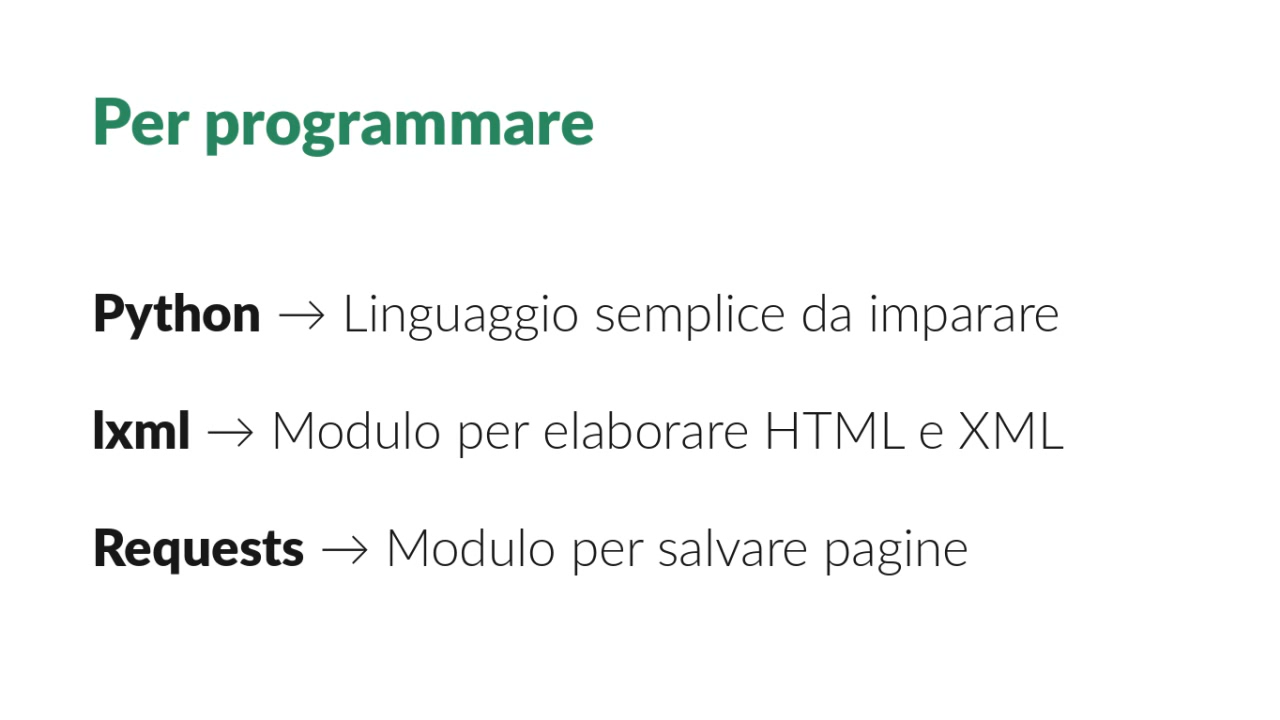 Per programmare
Python → Linguaggio semplice da imparare
lxml → Modulo per elaborare HTML e XML
Requests → Modulo per salvare pagine